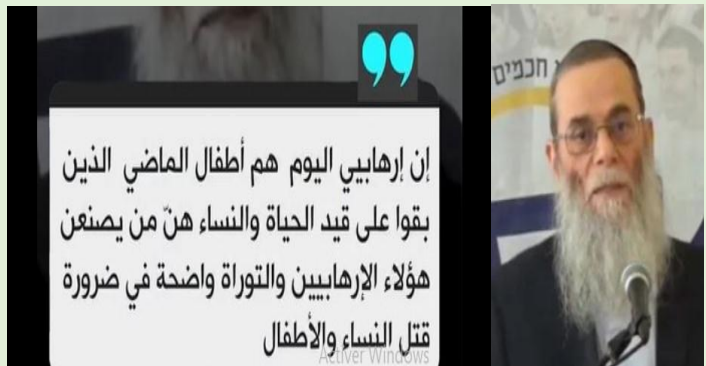 إن إرهابيي اليوم هم أطفال الماضي الذين
بقوا على قيد الحياة والنساء هنّ من يصنعن
هؤلاء الإرهابيين والتوراة واضحة في ضرورة
قتل النساء والأطفال
Activer Windows
חכמים